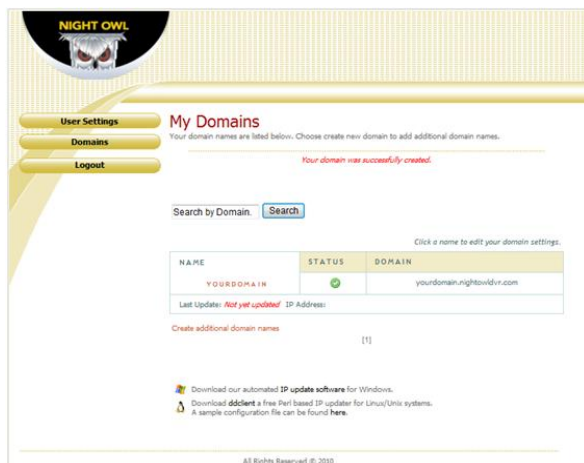 NIGHT OWL
User Settings
Domains
Logout
My Domains
Your domain names are listed below. Choose create new domain to add additional domain names.
Your domain was successfully created.
Search by Domain. Search
Click a name to edit your domain settings.
NAME STATUS DOMAIN
YOURDOMAIN yourdomain.nightowldvr.com
Last Update: Not yet updated IP Address:
Create additional domain names
[1]
Download our automated IP update software for Windows.
Download ddclient a free Perl based IP updater for Linux/Unix systems.
A sample configuration file can be found here.
All Rights Reserved © 2010